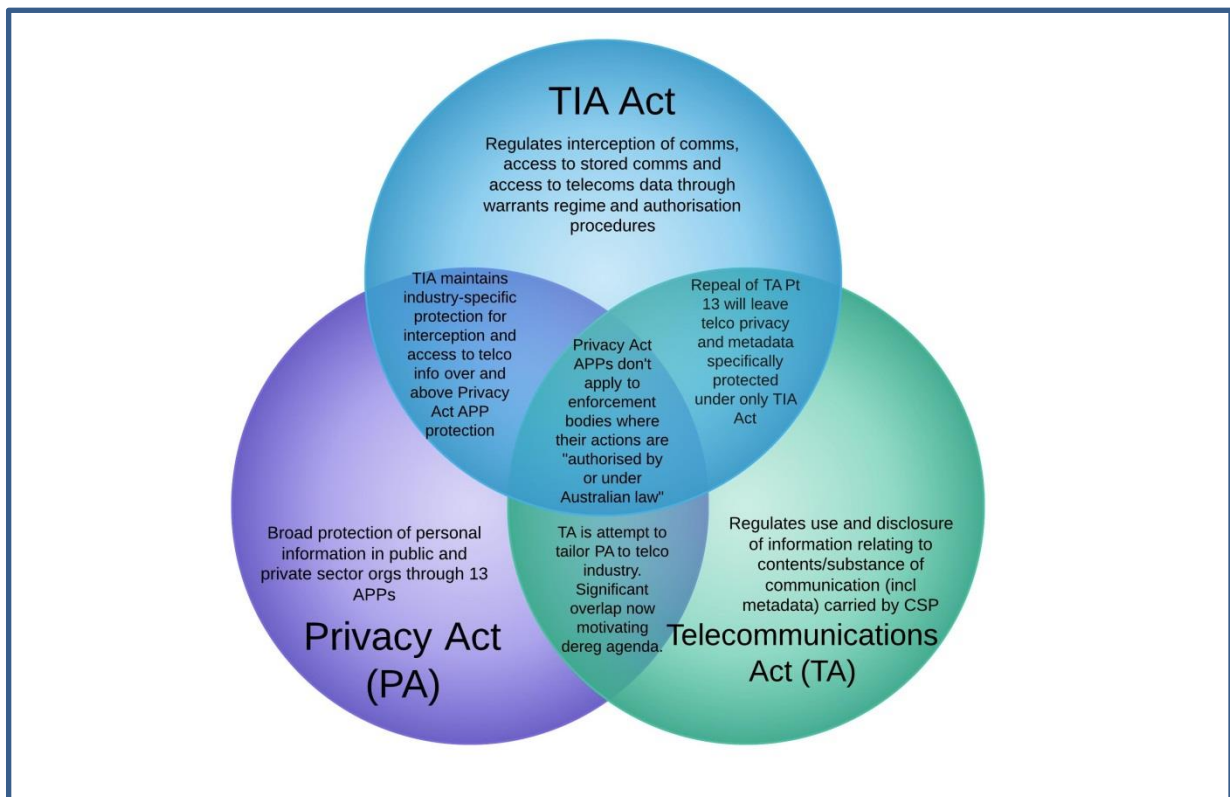 TIA Act
Regulates interception of comms,
access to stored comms and
access to telecoms data through
warrants regime and authorisation
procedures
TIA maintains
industry-specific
protection for
interception and
access to telco
info over and
above Privacy
Act APP
protection
Repeal of TA Pt
13 will leave
telco privacy
and metadata
specifically
protected
under only TIA
Act
Privacy Act
APPs don't
apply to
enforcement
bodies where
their actions are
"authorised by
or under
Australian law"
Broad protection of personal
information in public and
private sector orgs through 13
APPs
Privacy Act
(PA)
TA is attempt to
tailor PA to telco
industry.
Significant
overlap now
motivating
dereg agenda.
Regulates use and disclosure
of information relating to
contents/substance of
communication (incl
metadata) carried by CSP
Telecommunications
Act (TA)